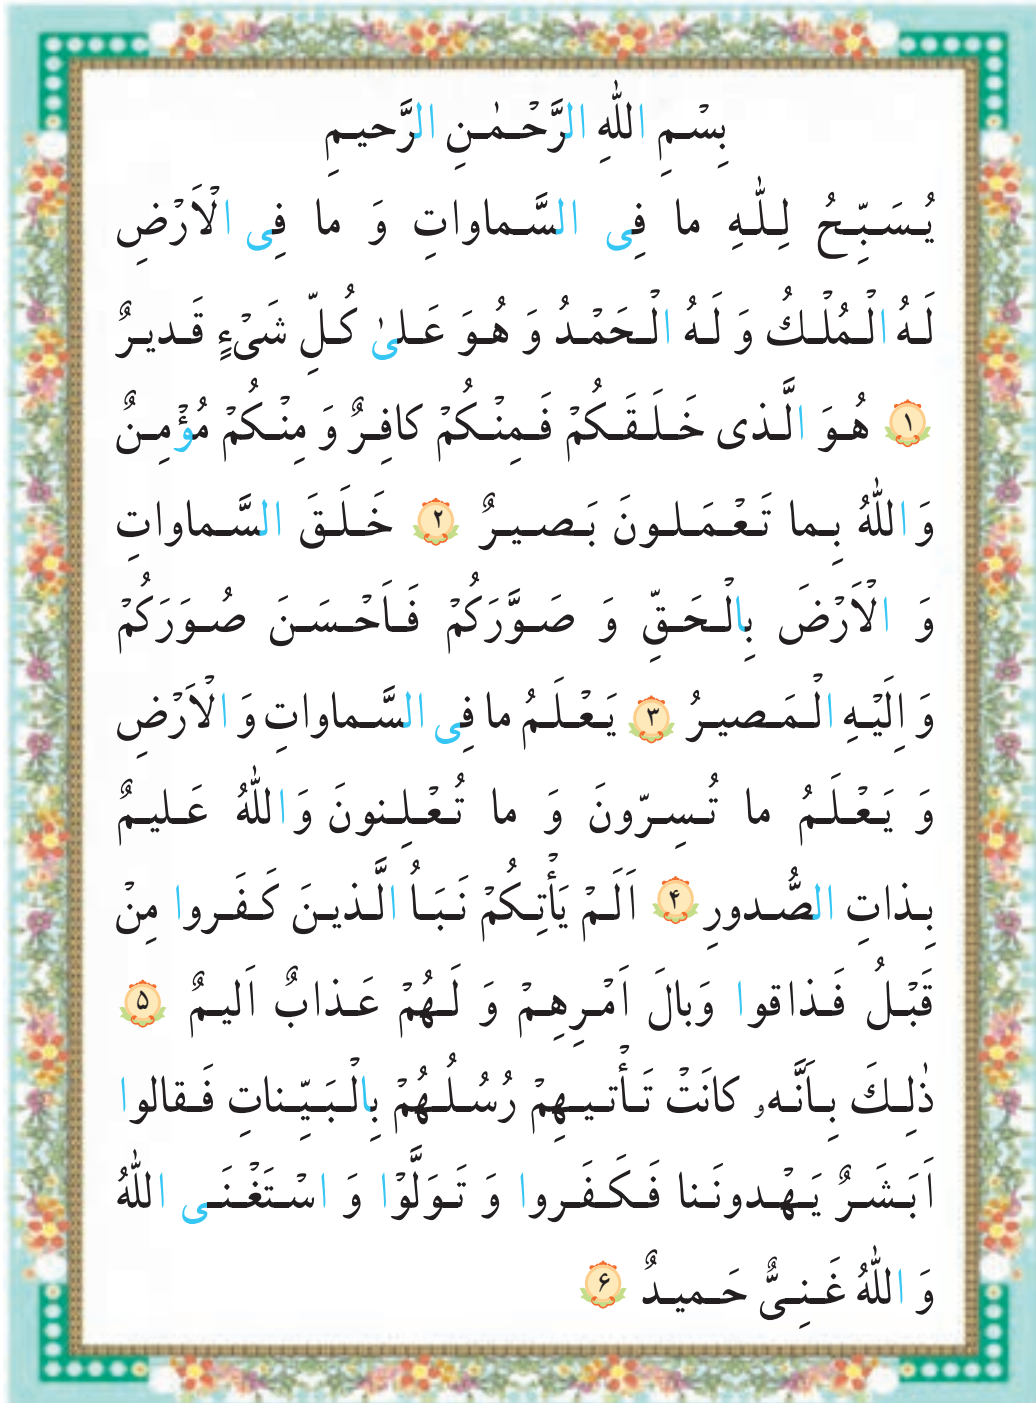 بِسْمِ اللّٰهِ الرَّحْمٰنِ الرَّحیمِ
یُسَبِّحُ لِلّٰهِ ما فِی السَّماواتِ وَ ما فِی الْاَرْضِ
لَهُ الْمُلْكُ وَ لَهُ الْحَمْدُ وَ هُوَ عَلیٰ كُلِّ شَیْءٍ قَدیرٌ
۱ هُوَ الَّذی خَلَقَكُمْ فَمِنْكُمْ كافِرٌ وَ مِنْكُمْ مُؤْمِنٌ
وَ اللّٰهُ بِما تَعْمَلونَ بَصیرٌ ۲ خَلَقَ السَّماواتِ
وَ الْاَرْضَ بِالْحَقِّ وَ صَوَّرَكُمْ فَاَحْسَنَ صُوَرَكُمْ
وَ اِلَیْهِ الْمَصیرُ ۳ یَعْلَمُ ما فِی السَّماواتِ وَ الْاَرْضِ
وَ یَعْلَمُ ما تُسِرّونَ وَ ما تُعْلِنونَ وَ اللّٰهُ عَلیمٌ
بِذاتِ الصُّدورِ ۴ اَلَمْ یَأْتِكُمْ نَبَاُ الَّذینَ كَفَروا مِنْ
قَبْلُ فَذاقوا وَبالَ اَمْرِهِمْ وَ لَهُمْ عَذابٌ اَلیمٌ ۵
ذٰلِكَ بِاَنَّهو كانَتْ تَأْتیهِمْ رُسُلُهُمْ بِالْبَیِّناتِ فَقالوا
اَبَشَرٌ یَهْدونَنا فَكَفَروا وَ تَوَلَّوْا وَ اسْتَغْنَی اللّٰهُ
وَ اللّٰهُ غَنِیٌّ حَمیدٌ ۶